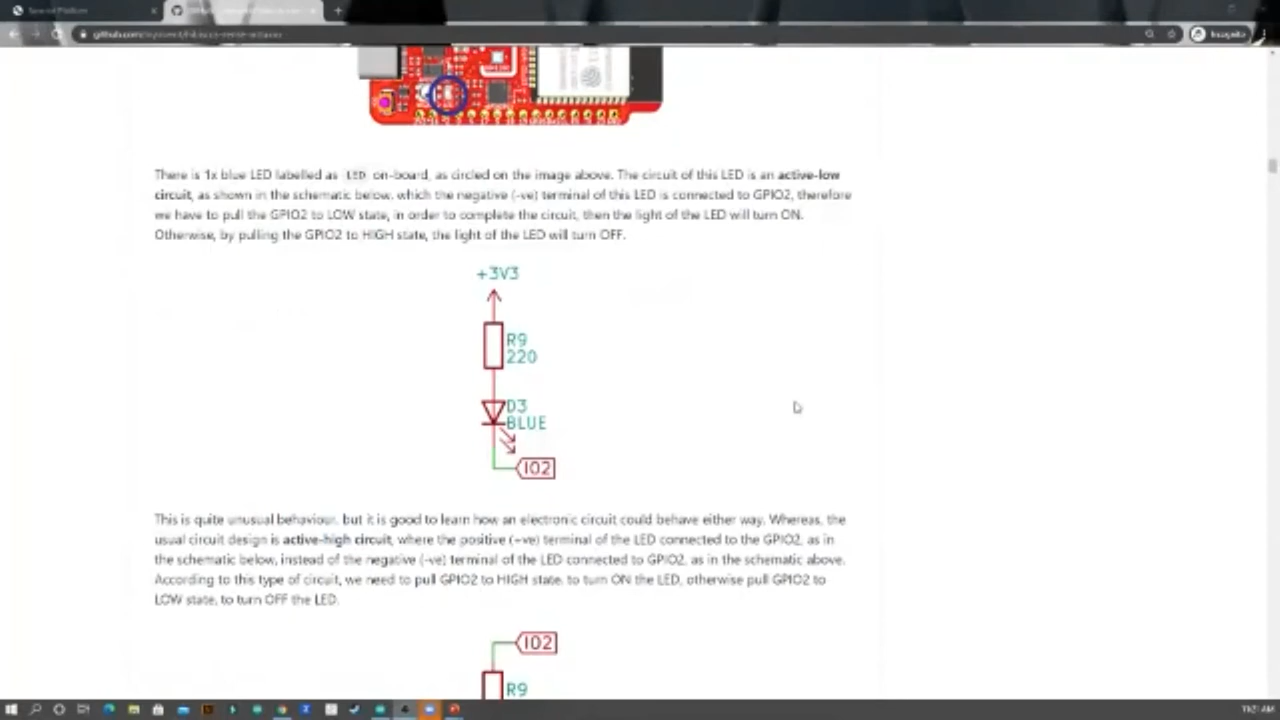 Incognito
There is 1x blue LED labelled as LED on-board, as circled on the image above. The circuit of this LED is an active-low
circuit, as shown in the schematic below, which the negative (-ve) terminal of this LED is connected to GPIO2, therefore
we have to pull the GPIO2 to LOW state, in order to complete the circuit, then the light of the LED will turn ON.
Otherwise, by pulling the GPIO2 to HIGH state, the light of the LED will turn OFF.
+3V3
R9
220
D3
BLUE
IO2
This is quite unusual behaviour, but it is good to learn how an electronic circuit could behave either way. Whereas, the
usual circuit design is active-high circuit, where the positive (+ve) terminal of the LED connected to the GPIO2, as in
the schematic below, instead of the negative (-ve) terminal of the LED connected to GPIO2, as in the schematic above.
According to this type of circuit, we need to pull GPIO2 to HIGH state, to turn ON the LED, otherwise pull GPIO2 to
LOW state, to turn OFF the LED.
IO2
R9